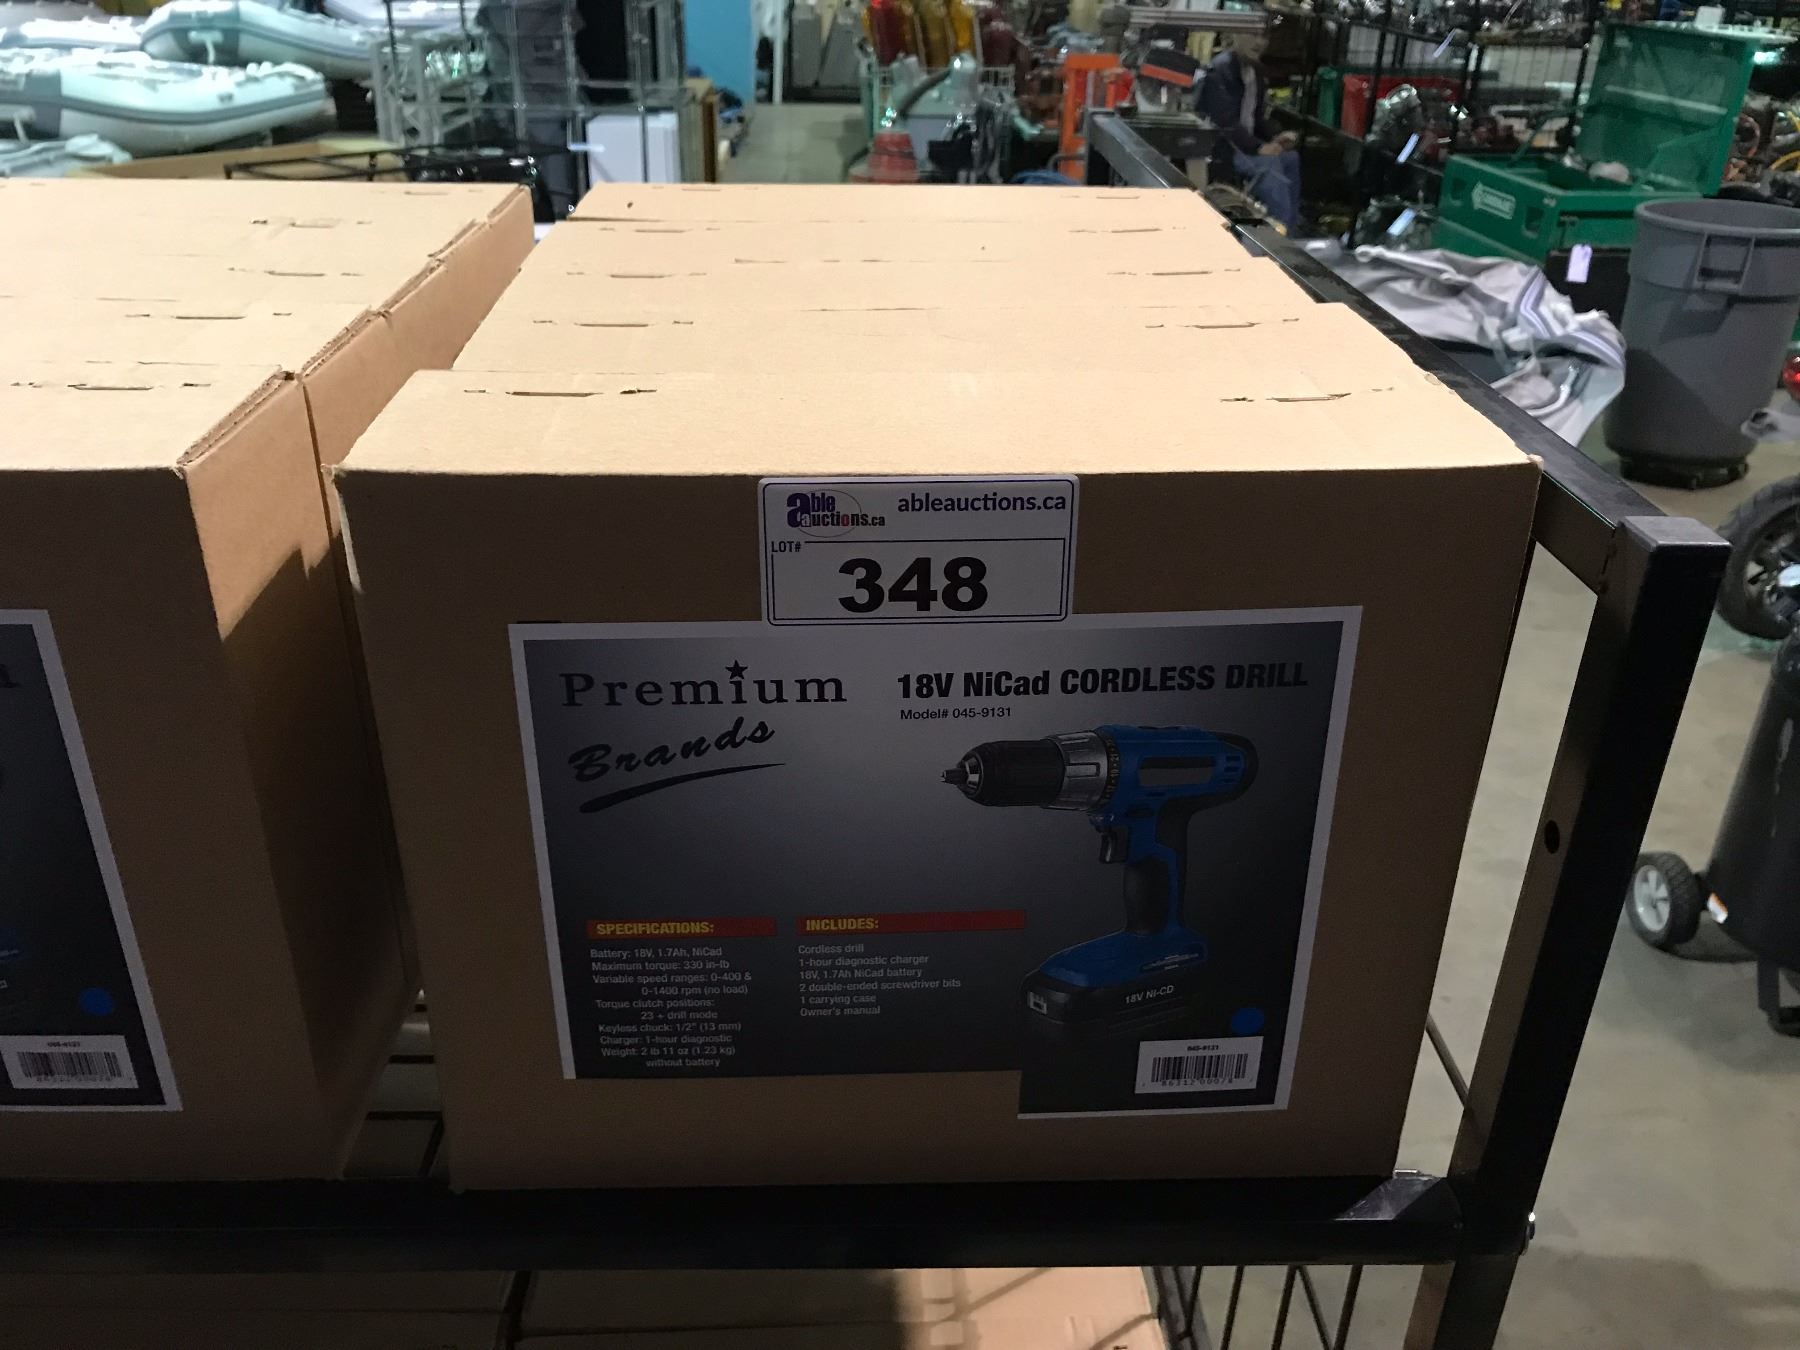 able auctions.ca
ableauctions.ca
LOT#
348
Premium
Brands
18V NiCad CORDLESS DRILL
Model# 045-9131
SPECIFICATIONS:
Battery: 18V, 1.7Ah, NiCad
Maximum torque: 330 in-lb
Variable speed ranges: 0-400 &
0-1400 rpm (no load)
Torque clutch positions:
23 + drill mode
Keyless chuck: 1/2" (13 mm)
Charger: 1-hour diagnostic
Weight: 2 lb 11 oz (1.23 kg)
without battery
INCLUDES:
Cordless drill
1-hour diagnostic charger
18V, 1.7Ah NiCad battery
2 double-ended screwdriver bits
1 carrying case
Owner's manual
18V NI-CD
045-9131
045-9131